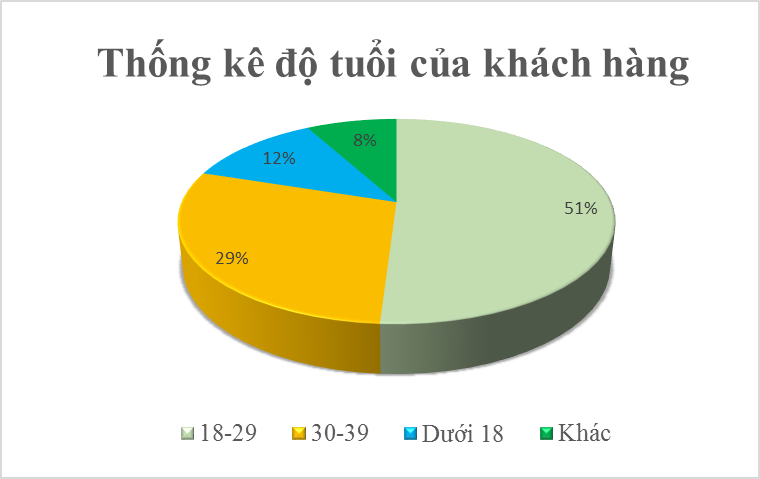 Thống kê độ tuổi của khách hàng
8%
12%
51%
29%
18-29 30-39 Dưới 18 Khác